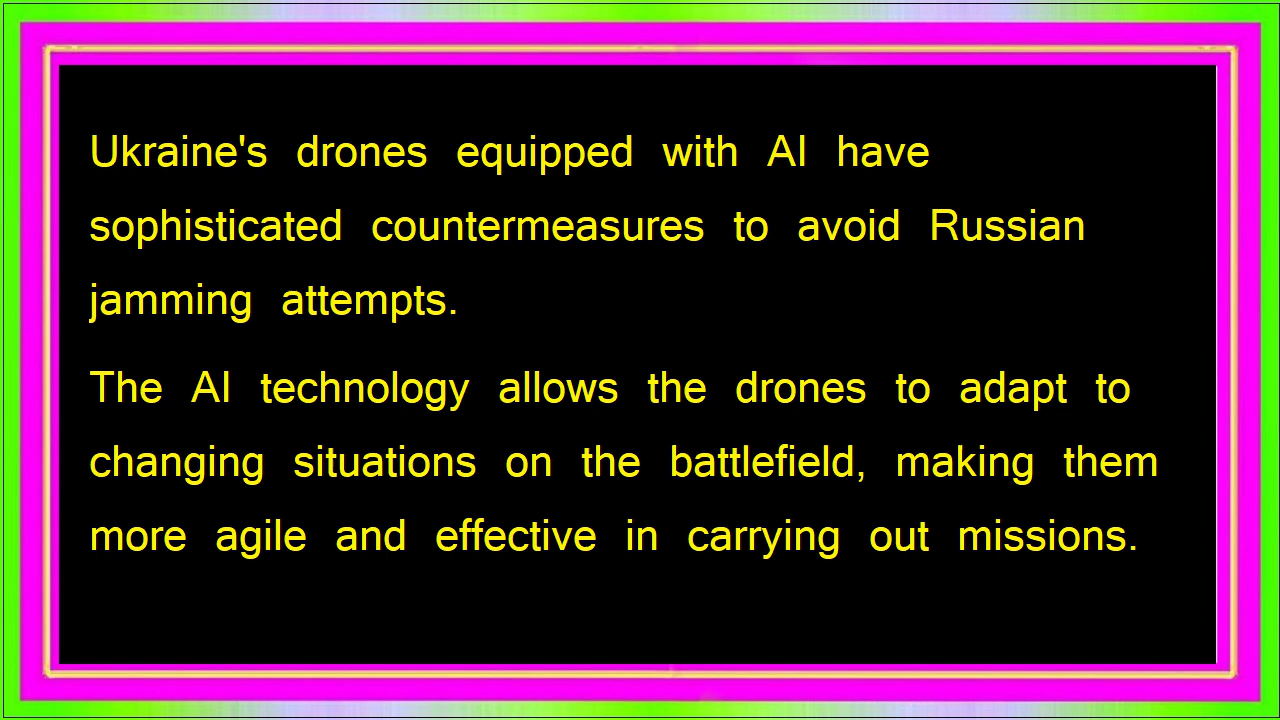 Ukraine's drones equipped with AI have
sophisticated countermeasures to avoid Russian
jamming attempts.
The AI technology allows the drones to adapt to
changing situations on the battlefield, making them
more agile and effective in carrying out missions.